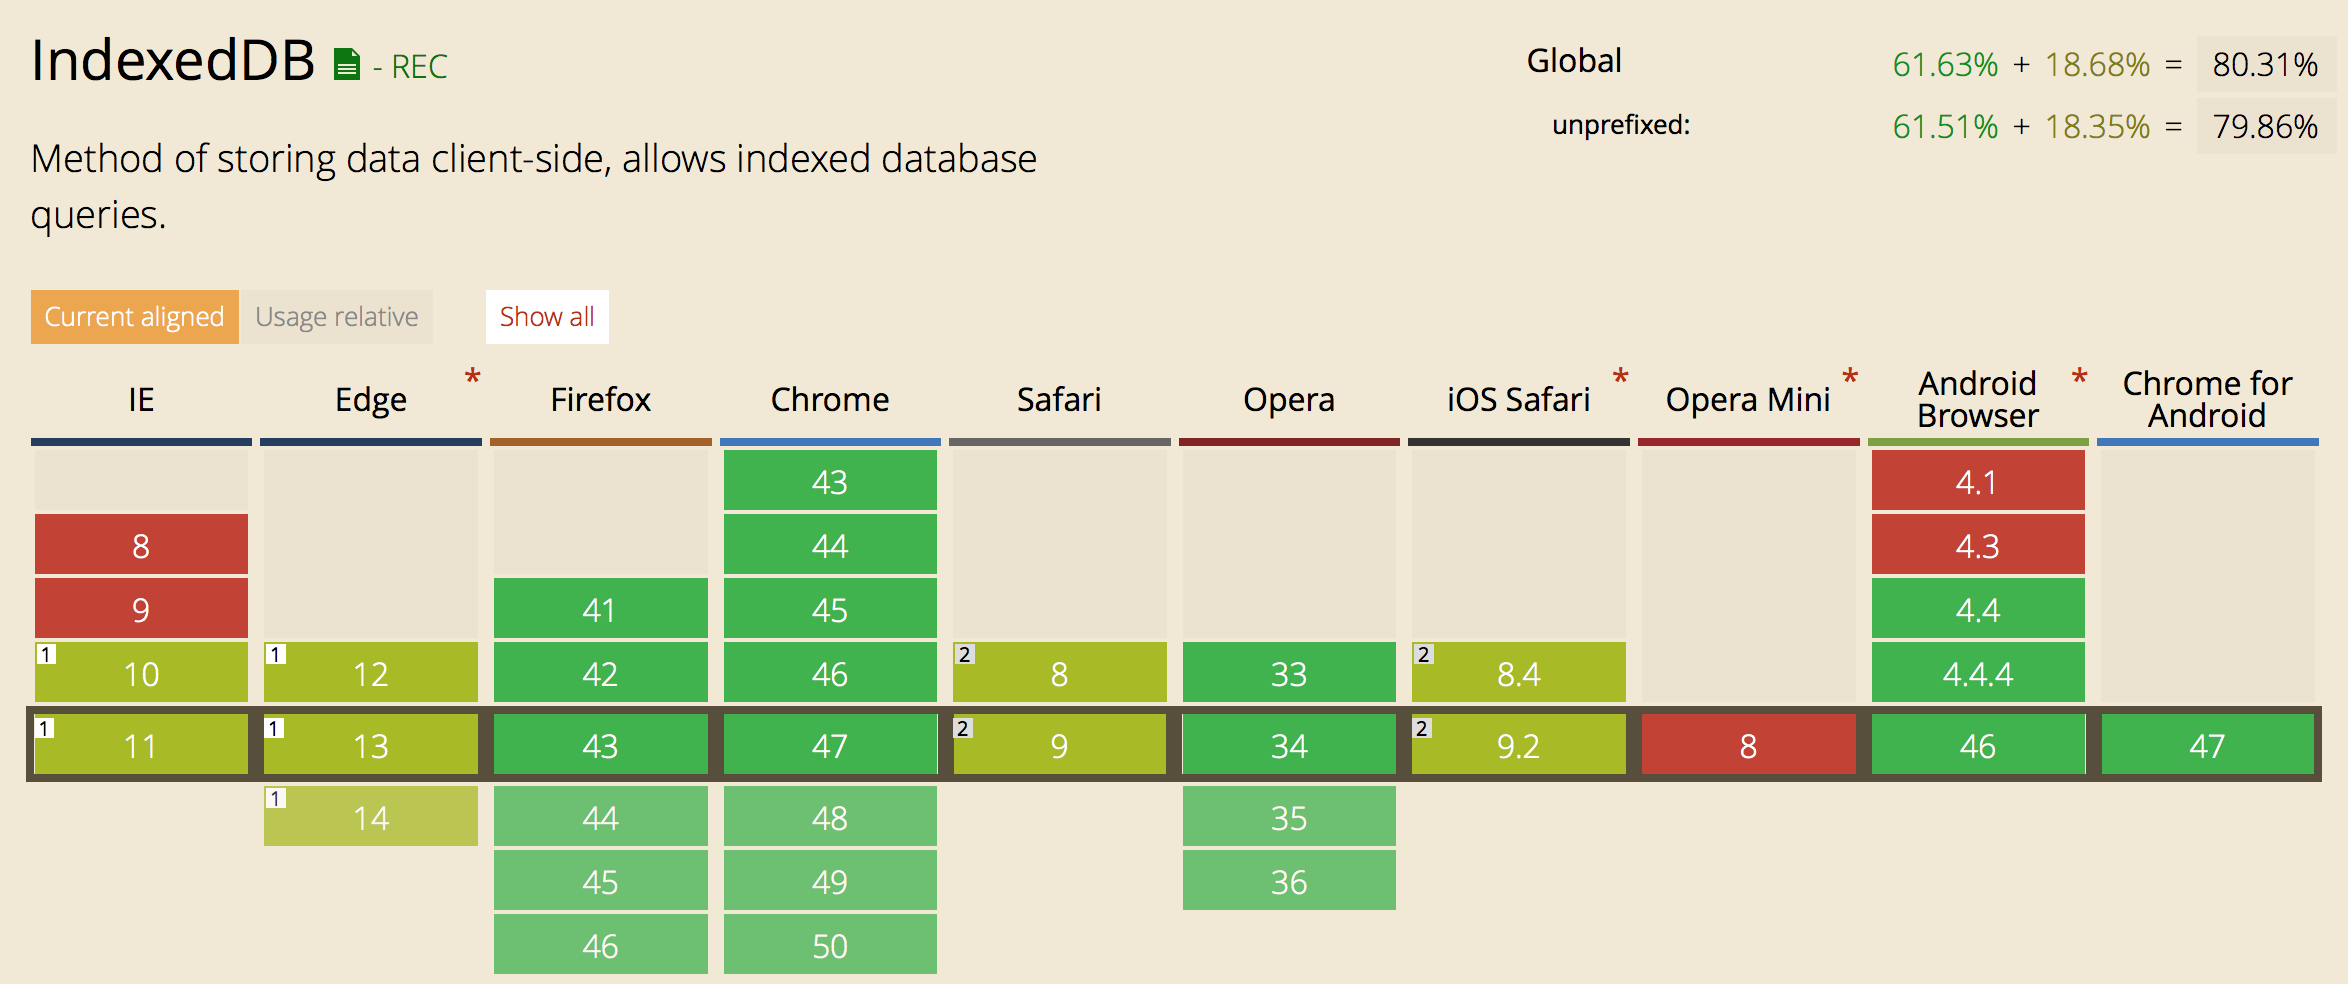 IndexedDB - REC
Global 61.63% + 18.68% = 80.31%
unprefixed: 61.51% + 18.35% = 79.86%
Method of storing data client-side, allows indexed database
queries.
Current aligned Usage relative Show all
IE Edge * Firefox Chrome Safari Opera iOS Safari * Opera Mini * Android Browser * Chrome for Android
43 4.1
8 44 4.3
9 41 45 4.4
1 10 1 12 42 46 2 8 33 2 8.4 4.4.4
1 11 1 13 43 47 2 9 34 2 9.2 8 46 47
1 14 44 48 35
45 49 36
46 50